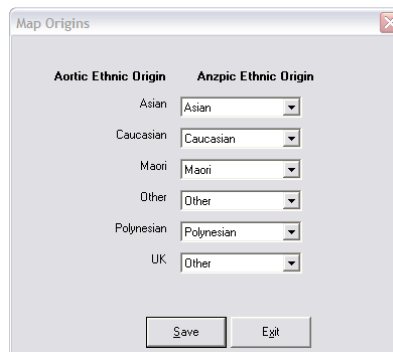 Map Origins
Aortic Ethnic Origin Anzpic Ethnic Origin
Asian Asian
Caucasian Caucasian
Maori Maori
Other Other
Polynesian Polynesian
UK Other
Save Exit